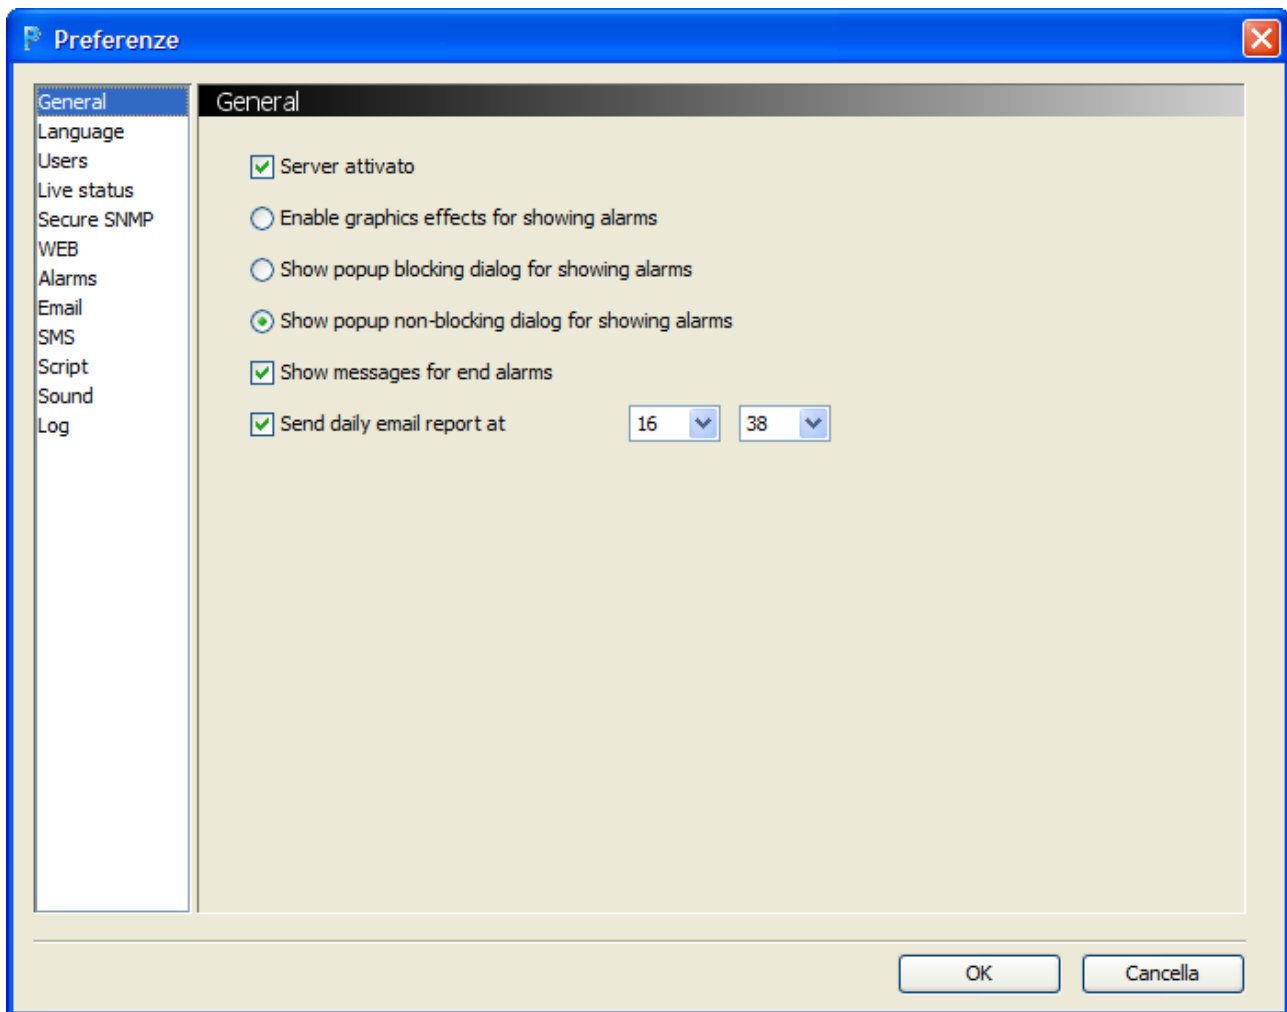 Preferenze
General
Language
Users
Live status
Secure SNMP
WEB
Alarms
Email
SMS
Script
Sound
Log
General
Server attivato
Enable graphics effects for showing alarms
Show popup blocking dialog for showing alarms
Show popup non-blocking dialog for showing alarms
Show messages for end alarms
Send daily email report at 16 38
OK Cancella